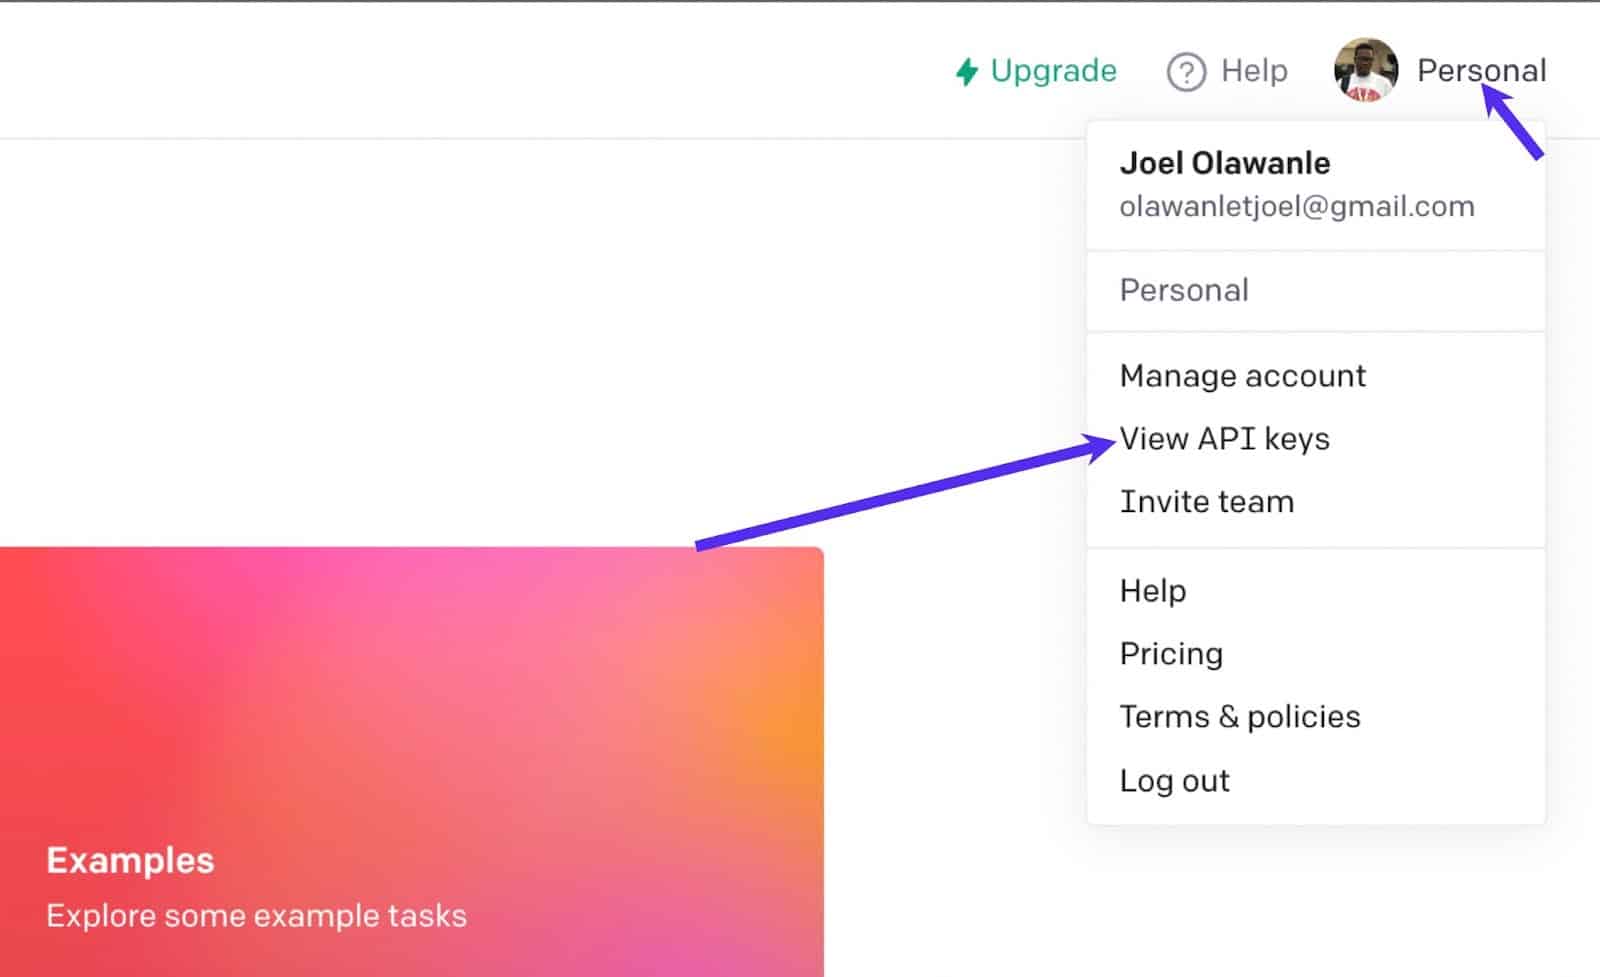 Upgrade
Help
Personal
Joel Olawanle
olawanletjoel@gmail.com
Personal
Manage account
View API keys
Invite team
Help
Pricing
Terms & policies
Log out
Examples
Explore some example tasks